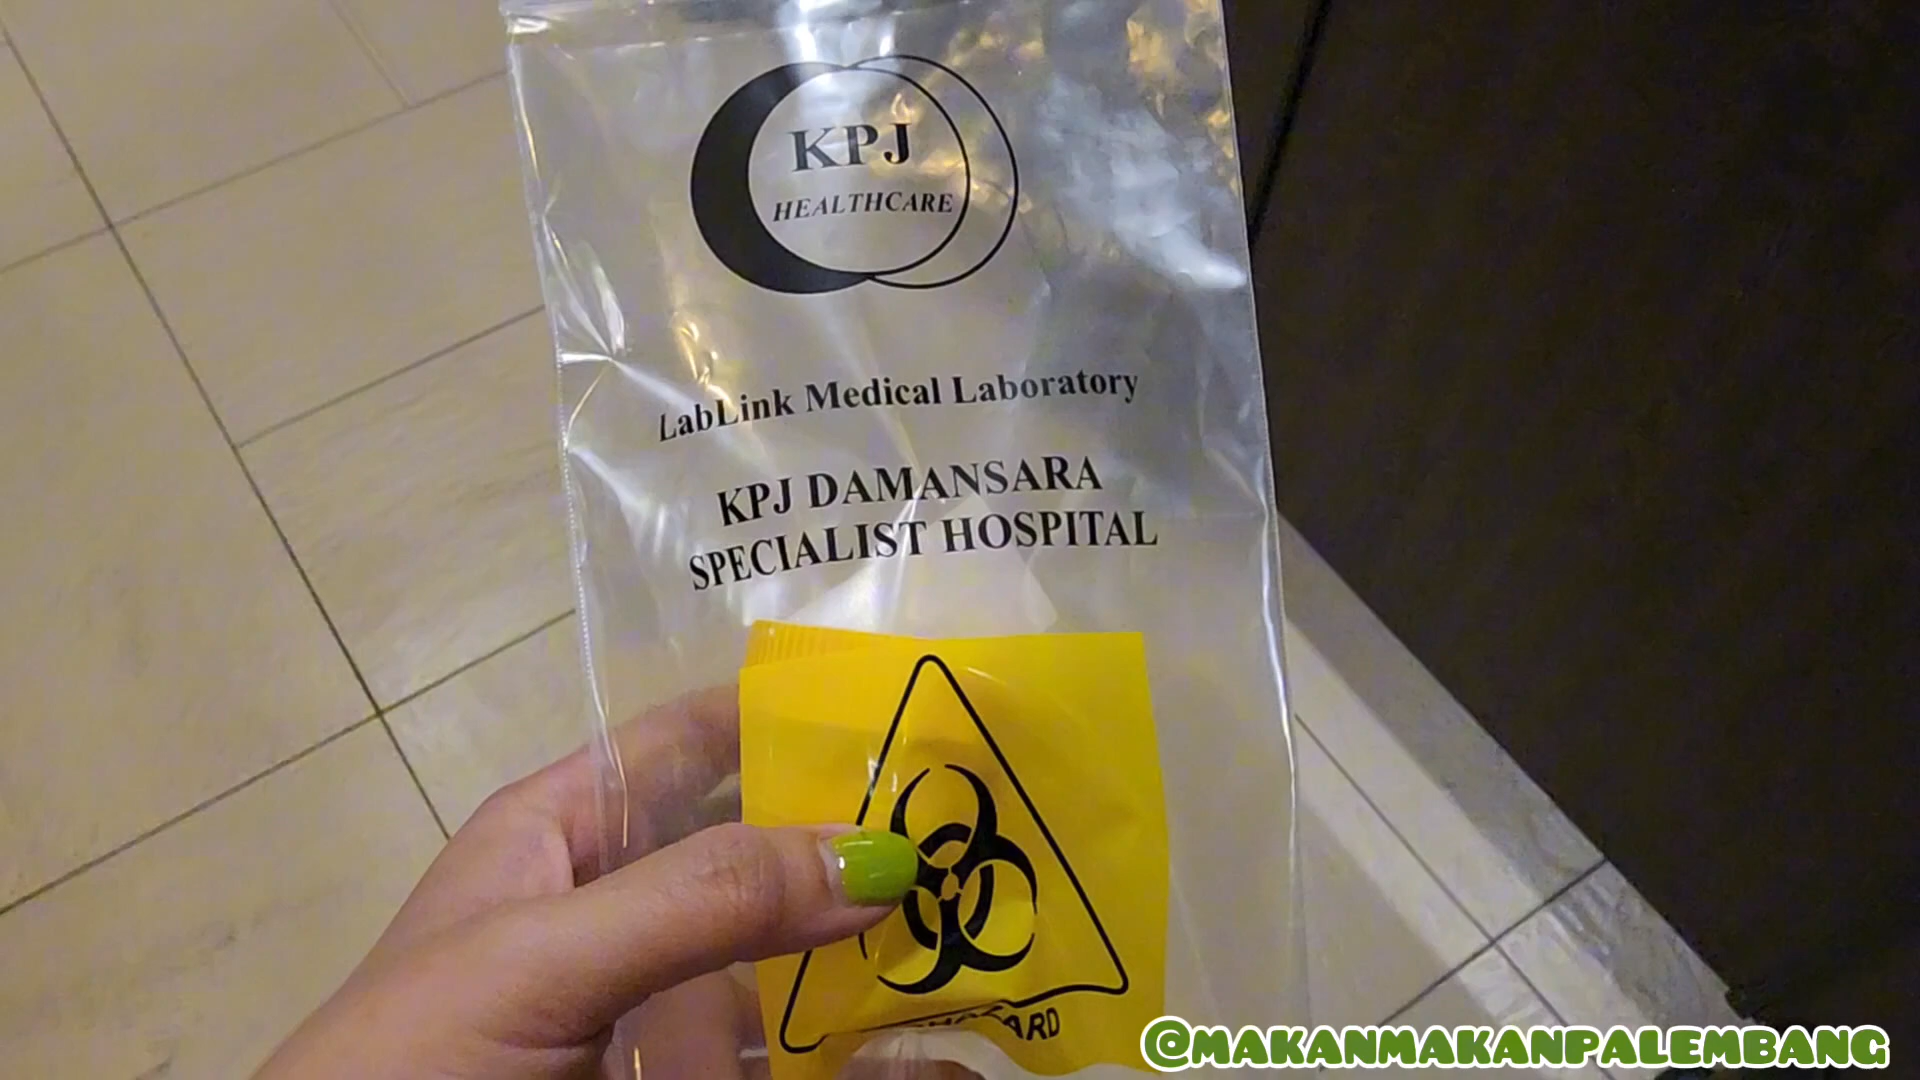 KPJ
HEALTHCARE
LabLink Medical Laboratory
KPJ DAMANSARA
SPECIALIST HOSPITAL
@MAKANMAKANPALEMBANG